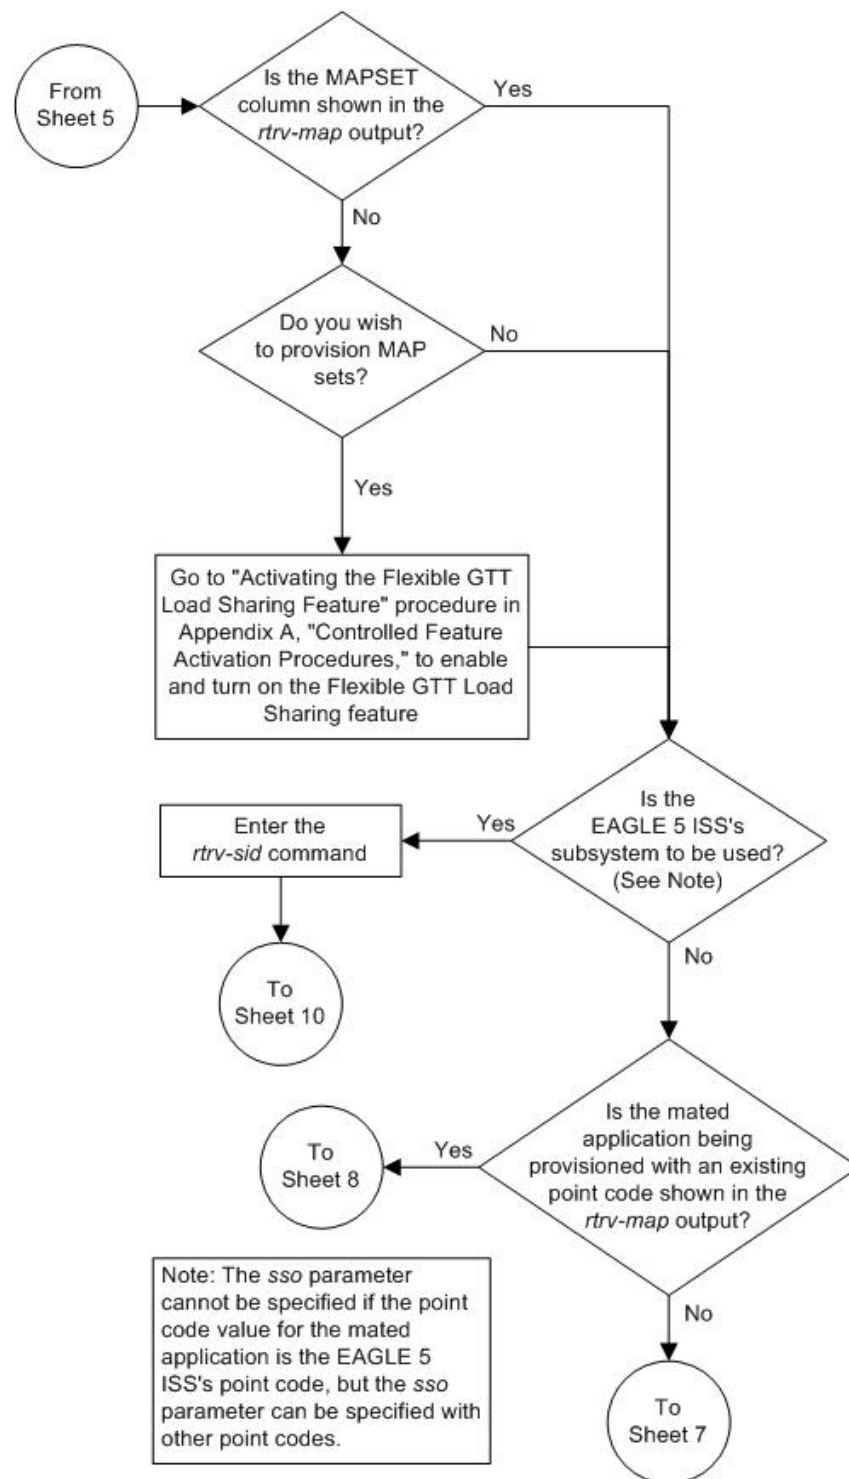 From
Sheet 5
Is the MAPSET
column shown in the
rtrv-map output?
Yes
No
Do you wish
to provision MAP
sets?
No
Yes
Go to "Activating the Flexible GTT
Load Sharing Feature" procedure in
Appendix A, "Controlled Feature
Activation Procedures," to enable
and turn on the Flexible GTT Load
Sharing feature
Is the
EAGLE 5 ISS's
subsystem to be used?
(See Note)
Yes
Enter the
rtrv-sid command
To
Sheet 10
No
Is the mated
application being
provisioned with an existing
point code shown in the
rtrv-map output?
Yes
To
Sheet 8
No
To
Sheet 7
Note: The sso parameter
cannot be specified if the point
code value for the mated
application is the EAGLE 5
ISS's point code, but the sso
parameter can be specified with
other point codes.